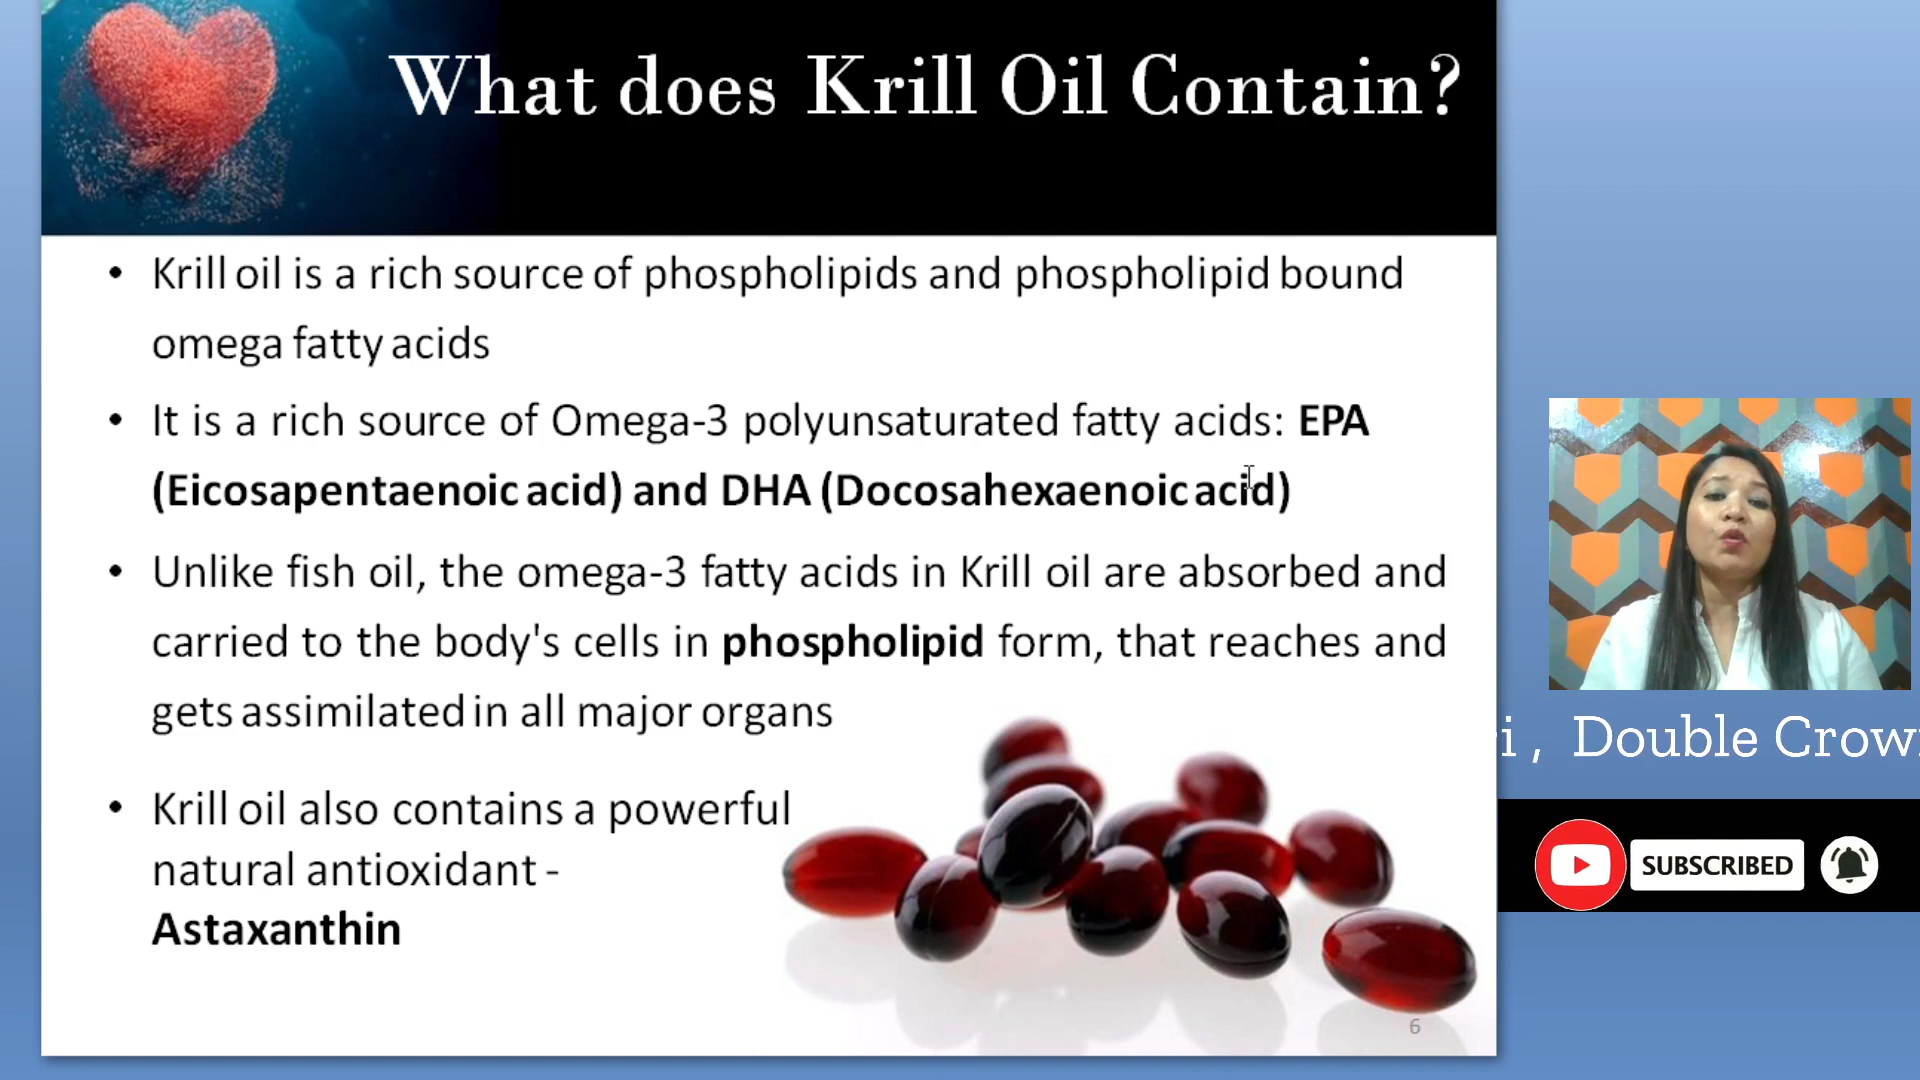 What does Krill Oil Contain?
• Krill oil is a rich source of phospholipids and phospholipid bound
omega fatty acids
• It is a rich source of Omega-3 polyunsaturated fatty acids: EPA
(Eicosapentaenoic acid) and DHA (Docosahexaenoic acid)
• Unlike fish oil, the omega-3 fatty acids in Krill oil are absorbed and
carried to the body's cells in phospholipid form, that reaches and
gets assimilated in all major organs
• Krill oil also contains a powerful
natural antioxidant -
Astaxanthin
6
Double
SUBSCRIBED